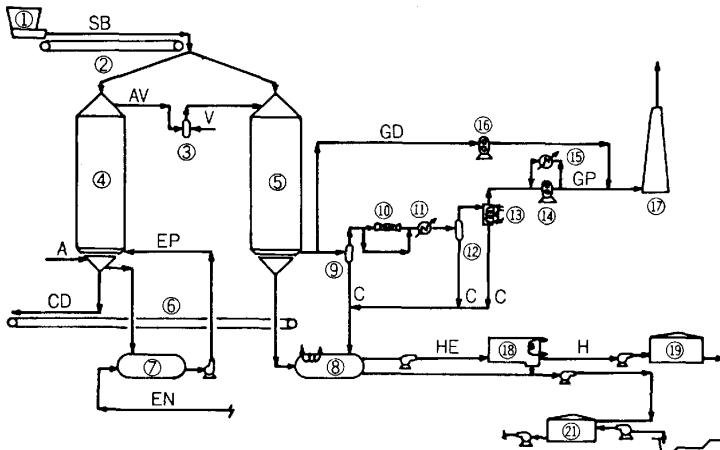 ① SB
②
AV V
③
④ ⑤
GD ⑯
⑮
GP
⑭
⑬
⑰
⑩ ⑪
⑫
⑨
A EP
CD ⑥
C C C
⑦ ⑧
EN
HE ⑱ H ⑲
㉑